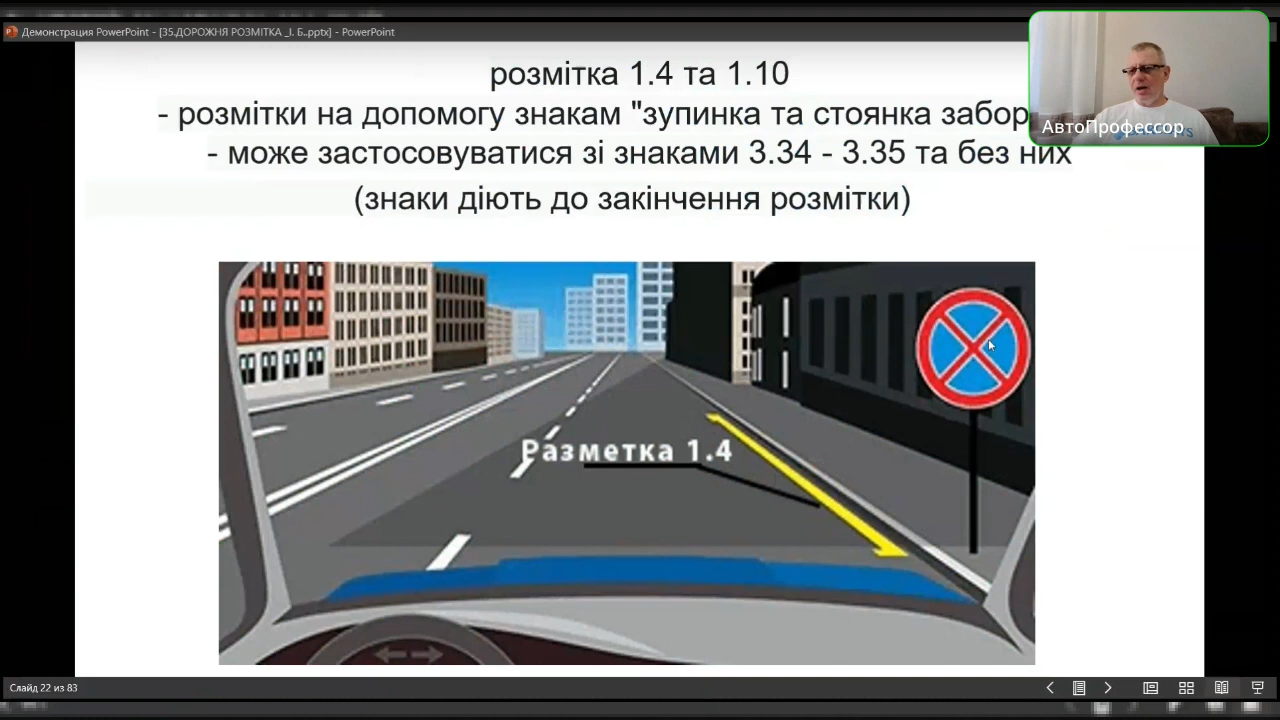 Демонстрация PowerPoint - [35.ДОРОЖНЯ РОЗМІТКА _І. Б..pptx] - PowerPoint
розмітка 1.4 та 1.10
- розмітки на допомогу знакам "зупинка та стоянка забор
- може застосовуватися зі знаками 3.34 - 3.35 та без них
(знаки діють до закінчення розмітки)
АвтоПрофессор
Разметка 1.4
Слайд 22 из 83